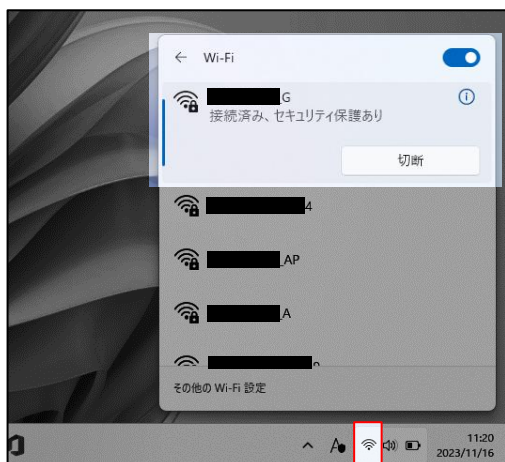 Wi-Fi
_G
接続済み、セキュリティ保護あり
切断
4
_AP
_A
その他の Wi-Fi 設定
A
11:20
2023/11/16